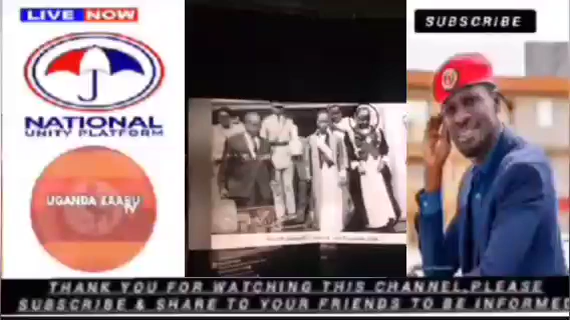 LIVE NOW
NATIONAL
UNITY PLATFORM
UGANDA
TV
SUBSCRIBE
THANK YOU FOR WATCHING THIS CHANNEL,PLEASE
SUBSCRIBE & SHARE TO YOUR FRIENDS TO BE INFORMED